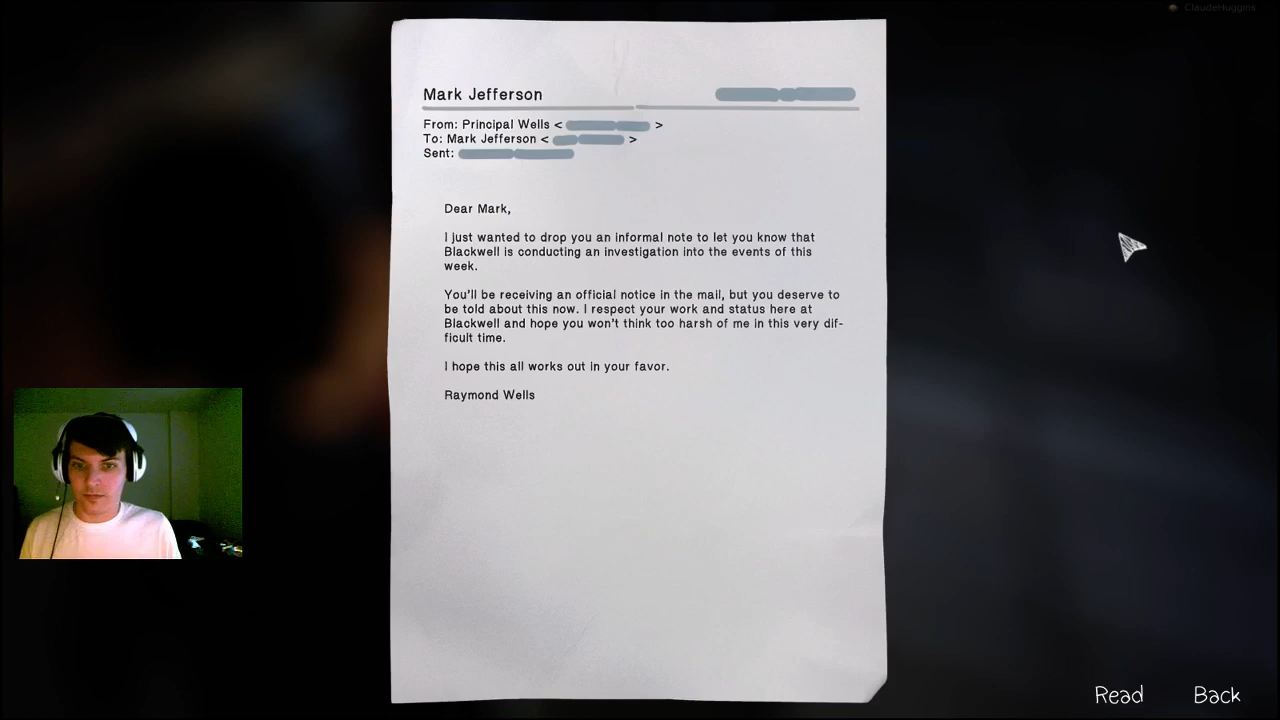 ClaudeHuggins
Mark Jefferson
From: Principal Wells < >
To: Mark Jefferson < >
Sent:
Dear Mark,
I just wanted to drop you an informal note to let you know that
Blackwell is conducting an investigation into the events of this
week.
You'll be receiving an official notice in the mail, but you deserve to
be told about this now. I respect your work and status here at
Blackwell and hope you won't think too harsh of me in this very dif-
ficult time.
I hope this all works out in your favor.
Raymond Wells
Read Back